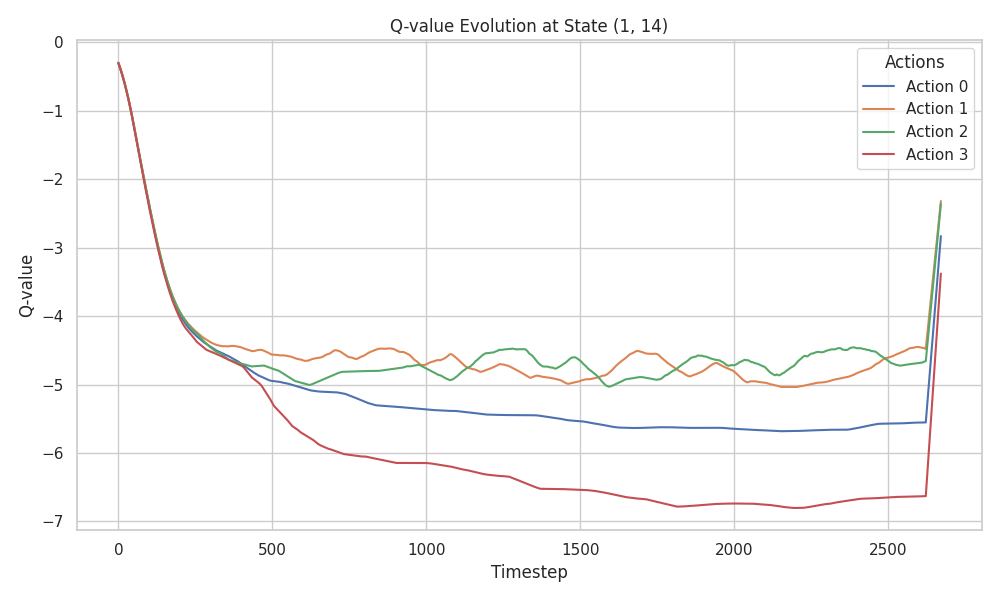 Q-value Evolution at State (1, 14)
Actions
Action 0
Action 1
Action 2
Action 3
Q-value
0
−1
−2
−3
−4
−5
−6
−7
0 500 1000 1500 2000 2500
Timestep